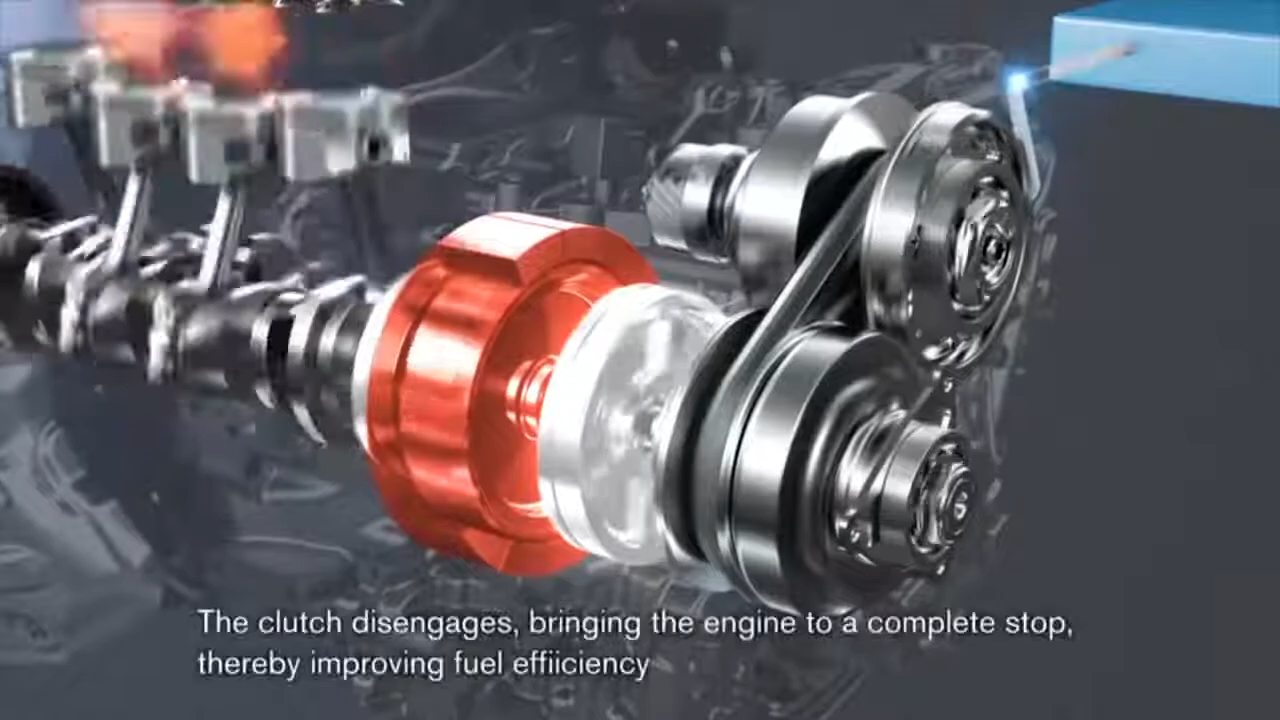 The clutch disengages, bringing the engine to a complete stop,
thereby improving fuel effiiciency